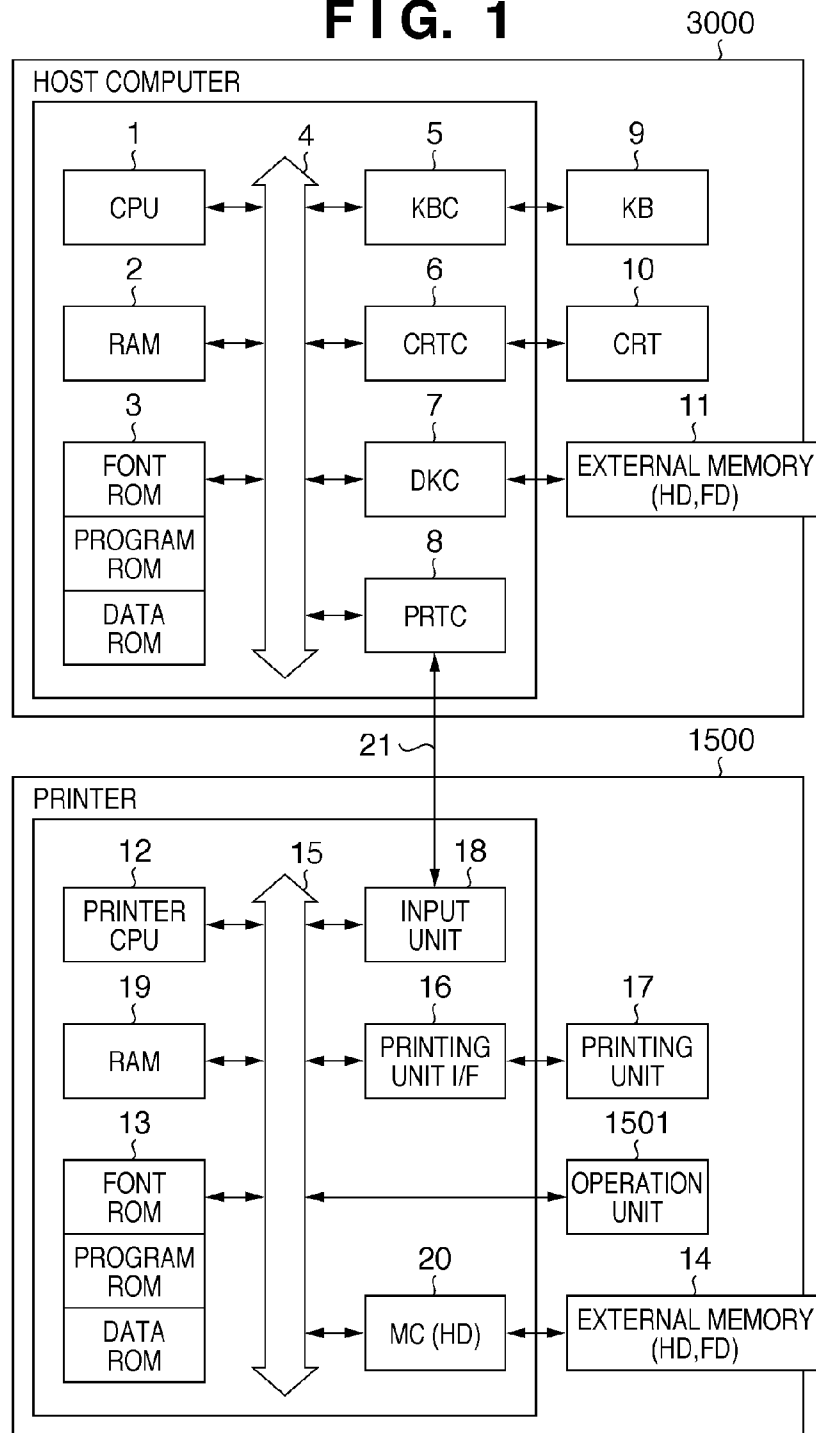 FIG. 1
3000
HOST COMPUTER
1
4
5
9
CPU
KBC
KB
2
6
10
RAM
CRTC
CRT
3
7
11
FONT
ROM
DKC
EXTERNAL MEMORY
(HD,FD)
PROGRAM
ROM
8
DATA
ROM
PRTC
21
1500
PRINTER
12
15
18
PRINTER
CPU
INPUT
UNIT
19
16
17
RAM
PRINTING
UNIT I/F
PRINTING
UNIT
13
1501
FONT
ROM
OPERATION
UNIT
PROGRAM
ROM
20
14
DATA
ROM
MC (HD)
EXTERNAL MEMORY
(HD,FD)